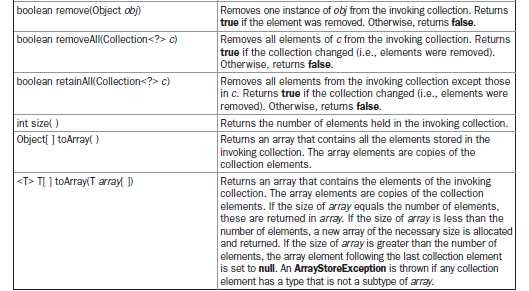 boolean remove(Object obj)
Removes one instance of obj from the invoking collection. Returns
true if the element was removed. Otherwise, returns false.
boolean removeAll(Collection<?> c)
Removes all elements of c from the invoking collection. Returns
true if the collection changed (i.e., elements were removed).
Otherwise, returns false.
boolean retainAll(Collection<?> c)
Removes all elements from the invoking collection except those
in c. Returns true if the collection changed (i.e., elements were
removed). Otherwise, returns false.
int size( )
Returns the number of elements held in the invoking collection.
Object[ ] toArray( )
Returns an array that contains all the elements stored in the
invoking collection. The array elements are copies of the
collection elements.
<T> T[ ] toArray(T array[ ])
Returns an array that contains the elements of the invoking
collection. The array elements are copies of the collection
elements. If the size of array equals the number of elements,
these are returned in array. If the size of array is less than the
number of elements, a new array of the necessary size is allocated
and returned. If the size of array is greater than the number of
elements, the array element following the last collection element
is set to null. An ArrayStoreException is thrown if any collection
element has a type that is not a subtype of array.